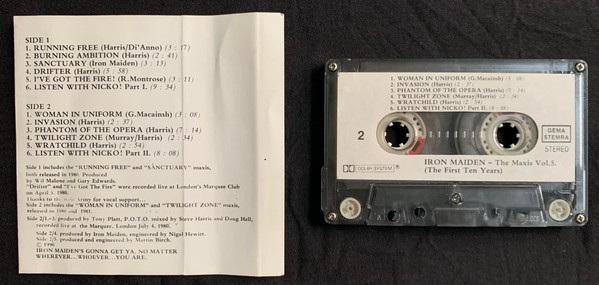 SIDE 1
1. RUNNING FREE (Harris/Di'Anno) (3 : 17)
2. BURNING AMBITION (Harris) (2 : 41)
3. SANCTUARY (Iron Maiden) (3 : 13)
4. DRIFTER (Harris) (5 : 58)
5. I'VE GOT THE FIRE! (R.Montrose) (3 : 11)
6. LISTEN WITH NICKO! Part I. (9 : 34)
SIDE 2
1. WOMAN IN UNIFORM (G.Macainsh) (3 : 08)
2. INVASION (Harris) (2 : 37)
3. PHANTOM OF THE OPERA (Harris) (7 : 14)
4. TWILIGHT ZONE (Murray/Harris) (2 : 34)
5. WRATCHILD (Harris) (2 : 54)
6. LISTEN WITH NICKO! Part II. (8 : 08)
Side 1 includes the "RUNNING FREE" and "SANCTUARY" maxis,
both released in 1980. Produced
by Wil Malone and Gary Edwards.
"Drifter" and "I've Got The Fire" were recorded live at London's Marquee Club
on April 3, 1980.
Thanks to the Army for vocal support...
Side 2 includes the "WOMAN IN UNIFORM" and "TWILIGHT ZONE" maxis,
released in 1980 and 1981.
Side 2/1.-3. produced by Tony Platt, P.O.T.O. mixed by Steve Harris and Doug Hall,
recorded live at the Marquee, London July 4, 1980.
Side 2/4. produced by Iron Maiden, engineered by Nigel Hewitt.
Side 2/5. produced and engineered by Martin Birch.
© 1990
IRON MAIDEN'S GONNA GET YA, NO MATTER
WHEREVER... WHOEVER... YOU ARE.
1. WOMAN IN UNIFORM (G.Macainsh) (3 : 08)
2. INVASION (Harris) (2 : 37)
3. PHANTOM OF THE OPERA (Harris) (7 : 14)
4. TWILIGHT ZONE (Murray/Harris) (2 : 34)
5. WRATCHILD (Harris) (2 : 54)
6. LISTEN WITH NICKO! Part II. (8 : 08)
2
GEMA
STEMRA
STEREO
DOLBY SYSTEM
IRON MAIDEN – The Maxis Vol.5.
(The First Ten Years)